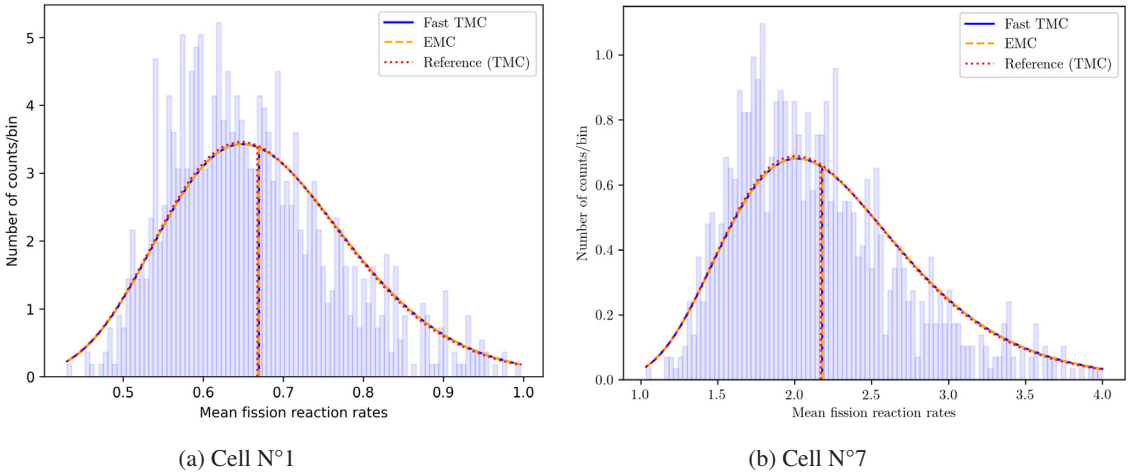 Fast TMC
EMC
Reference (TMC)
Number of counts/bin
5
4
3
2
1
0
0.5 0.6 0.7 0.8 0.9 1.0
Mean fission reaction rates
(a) Cell N°1
Fast TMC
EMC
Reference (TMC)
Number of counts/bin
1.0
0.8
0.6
0.4
0.2
0.0
1.0 1.5 2.0 2.5 3.0 3.5 4.0
Mean fission reaction rates
(b) Cell N°7